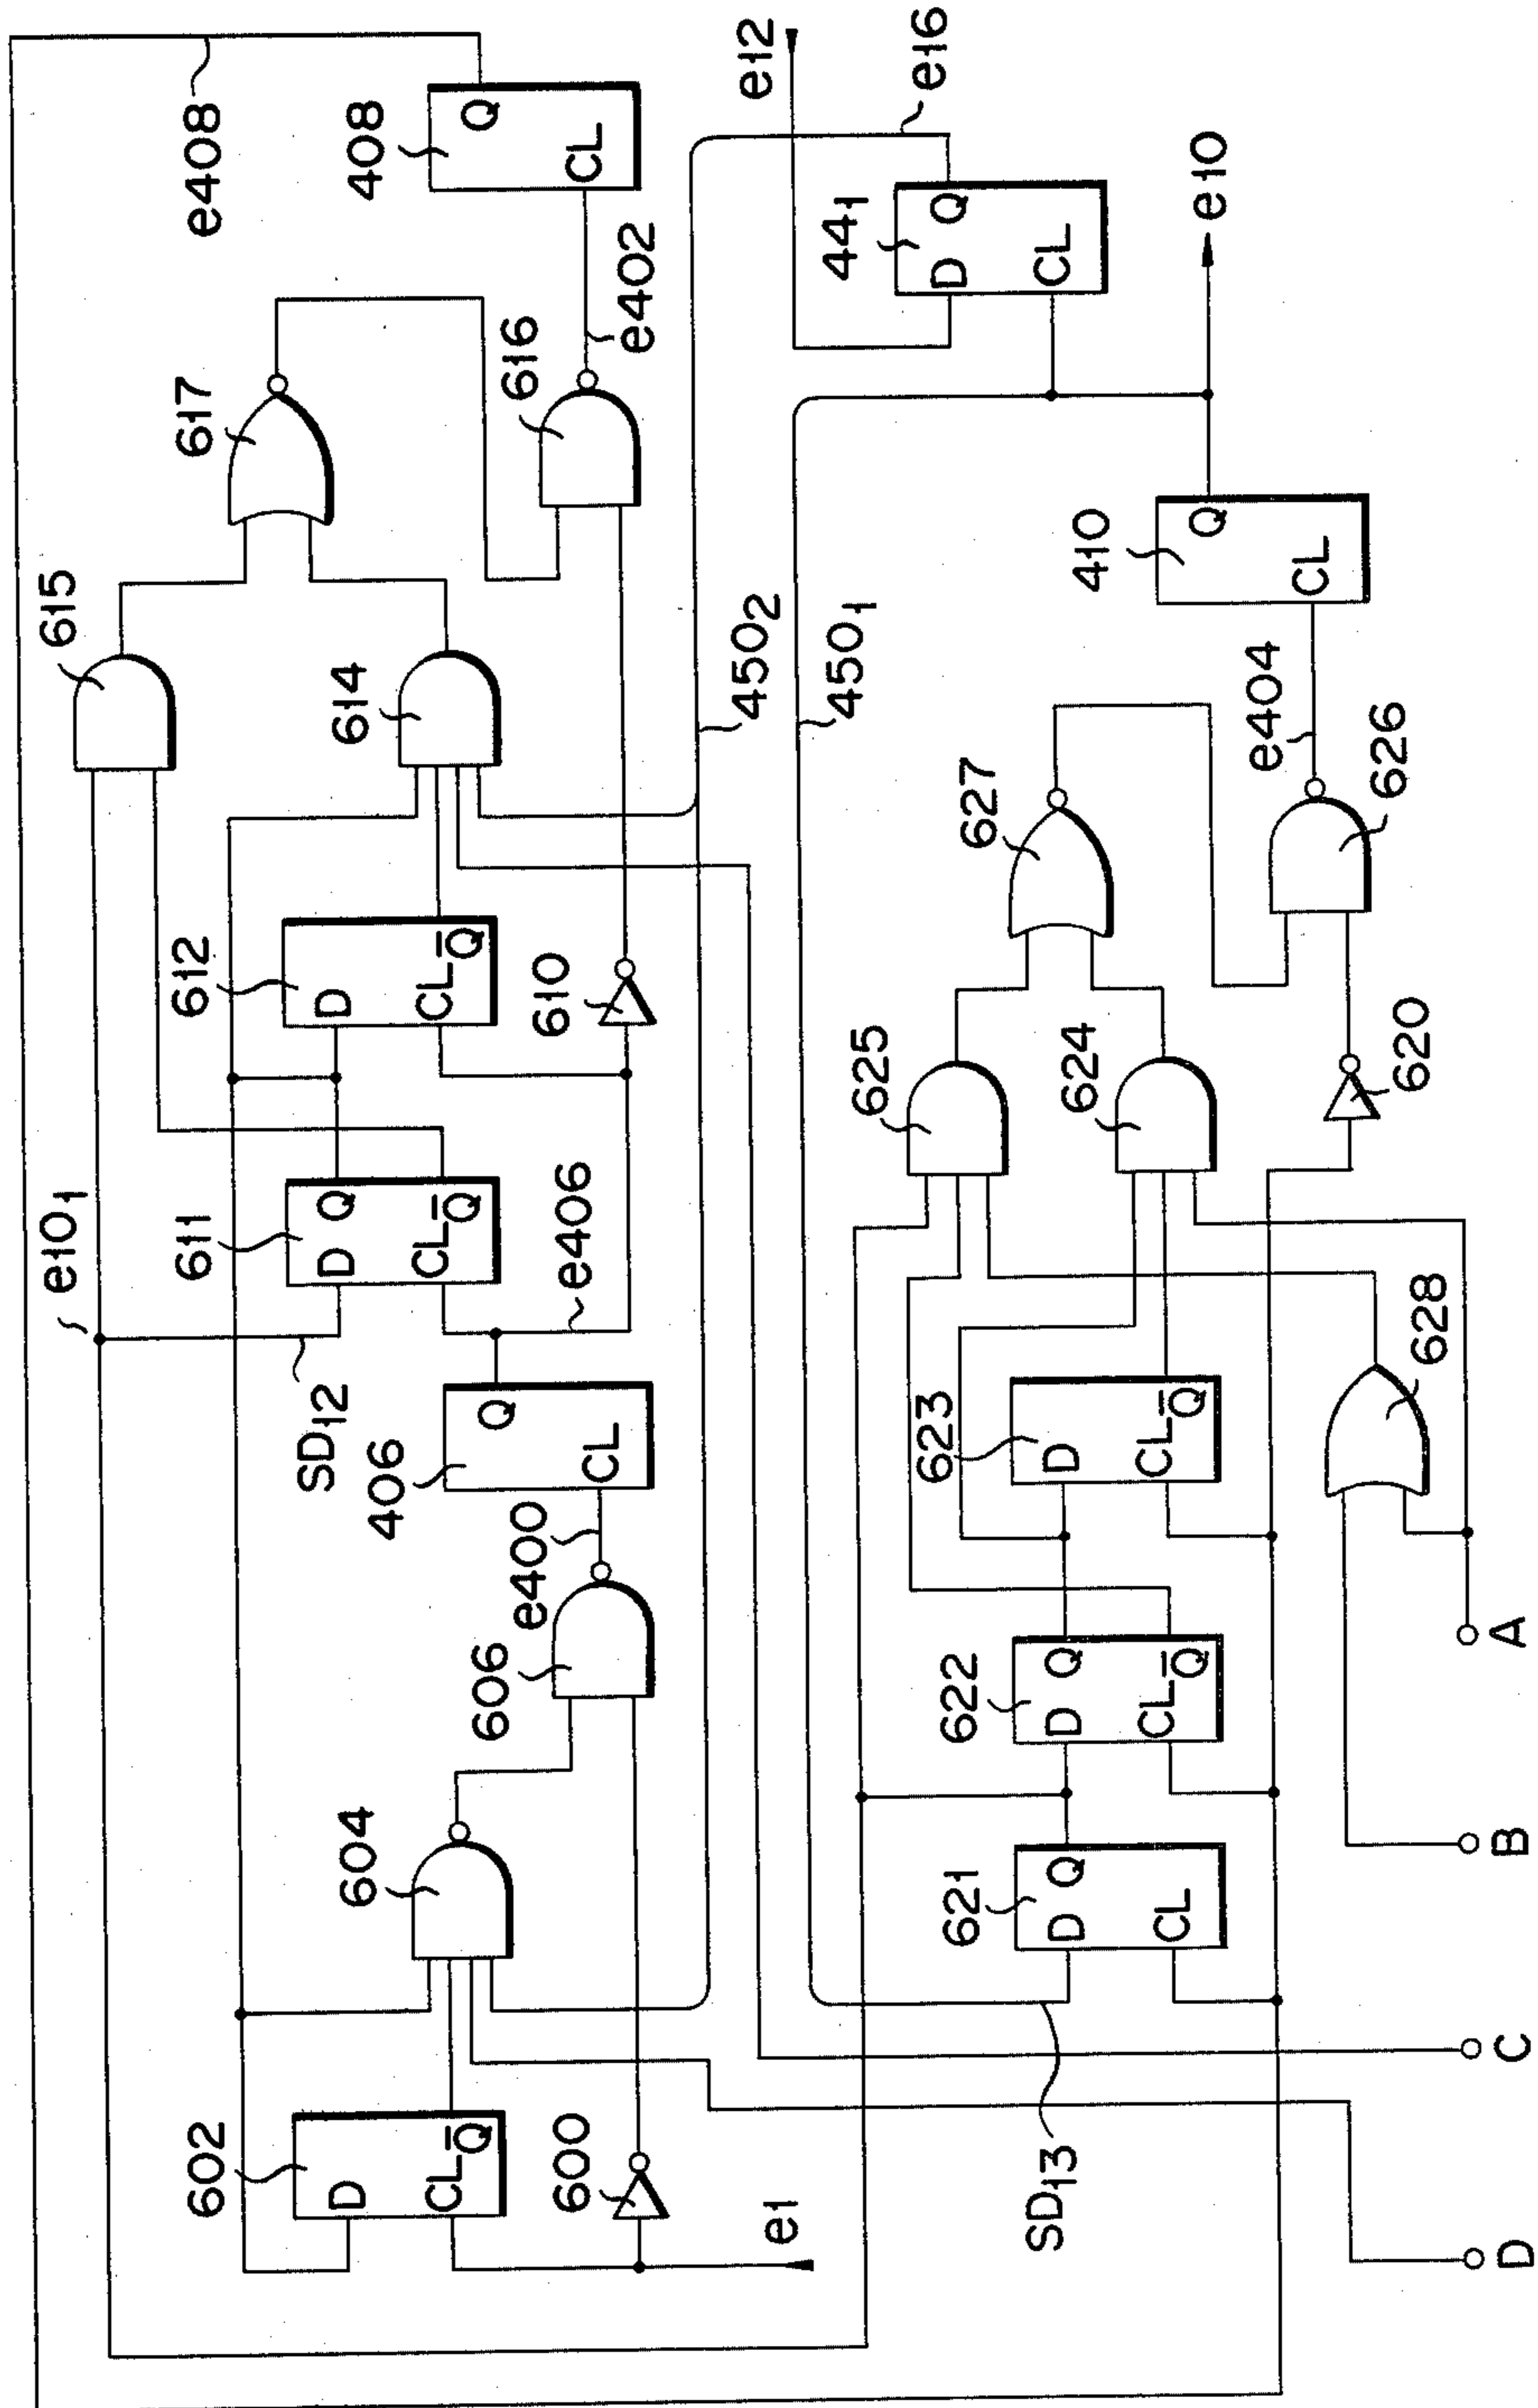 e408
408
Q
CL
e12
e16
44₁
D Q
CL
e10
617
616
e402
615
614
450₂
450₁
410
Q
CL
e404
627
626
612
D
CL Q̅
610
625
624
620
e10₁
611
D Q
CL Q̅
e406
SD₁₂
406
Q
CL
e400
606
623
D
CL Q̅
628
622
D Q
CL Q̅
604
621
D Q
CL
602
D
CL Q̅
600
e1
SD₁₃
A
B
C
D